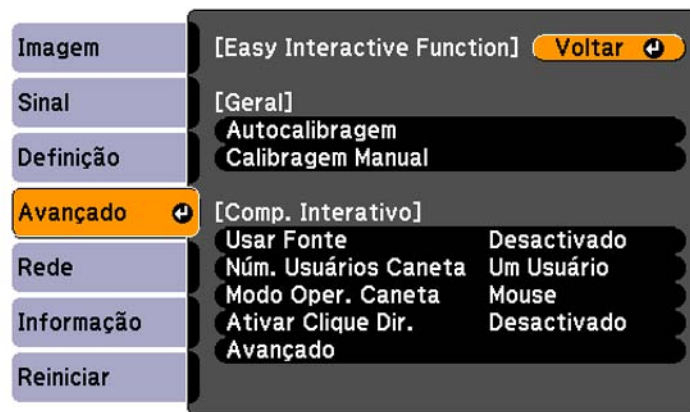 Imagem
Sinal
Definição
Avançado
Rede
Informação
Reiniciar
[Easy Interactive Function] Voltar
[Geral]
Autocalibragem
Calibragem Manual
[Comp. Interativo]
Usar Fonte Desactivado
Núm. Usuários Caneta Um Usuário
Modo Oper. Caneta Mouse
Ativar Clique Dir. Desactivado
Avançado